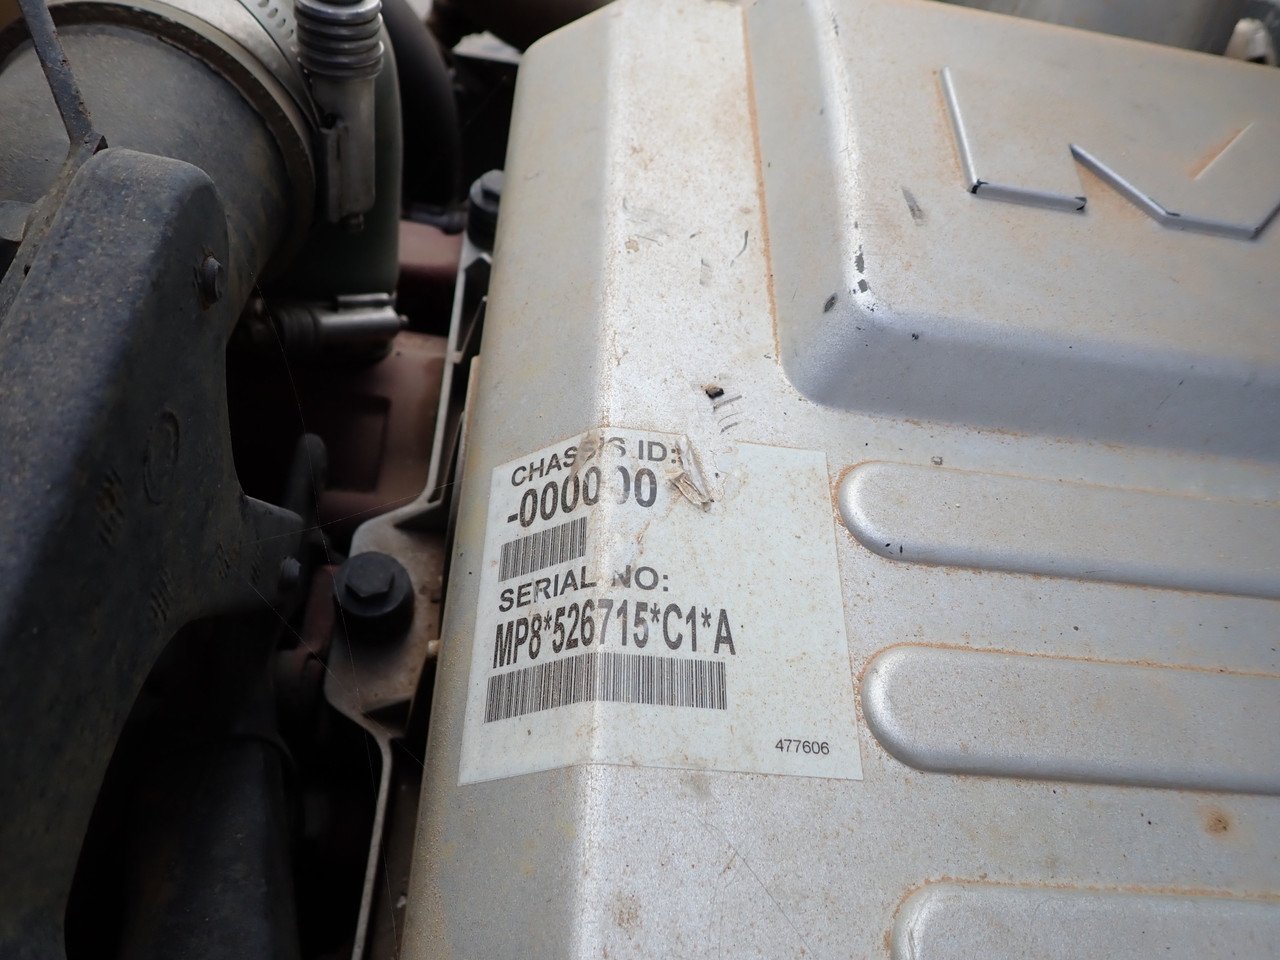 CHASSIS ID:
-000000
SERIAL NO:
MP8*526715*C1*A
477606